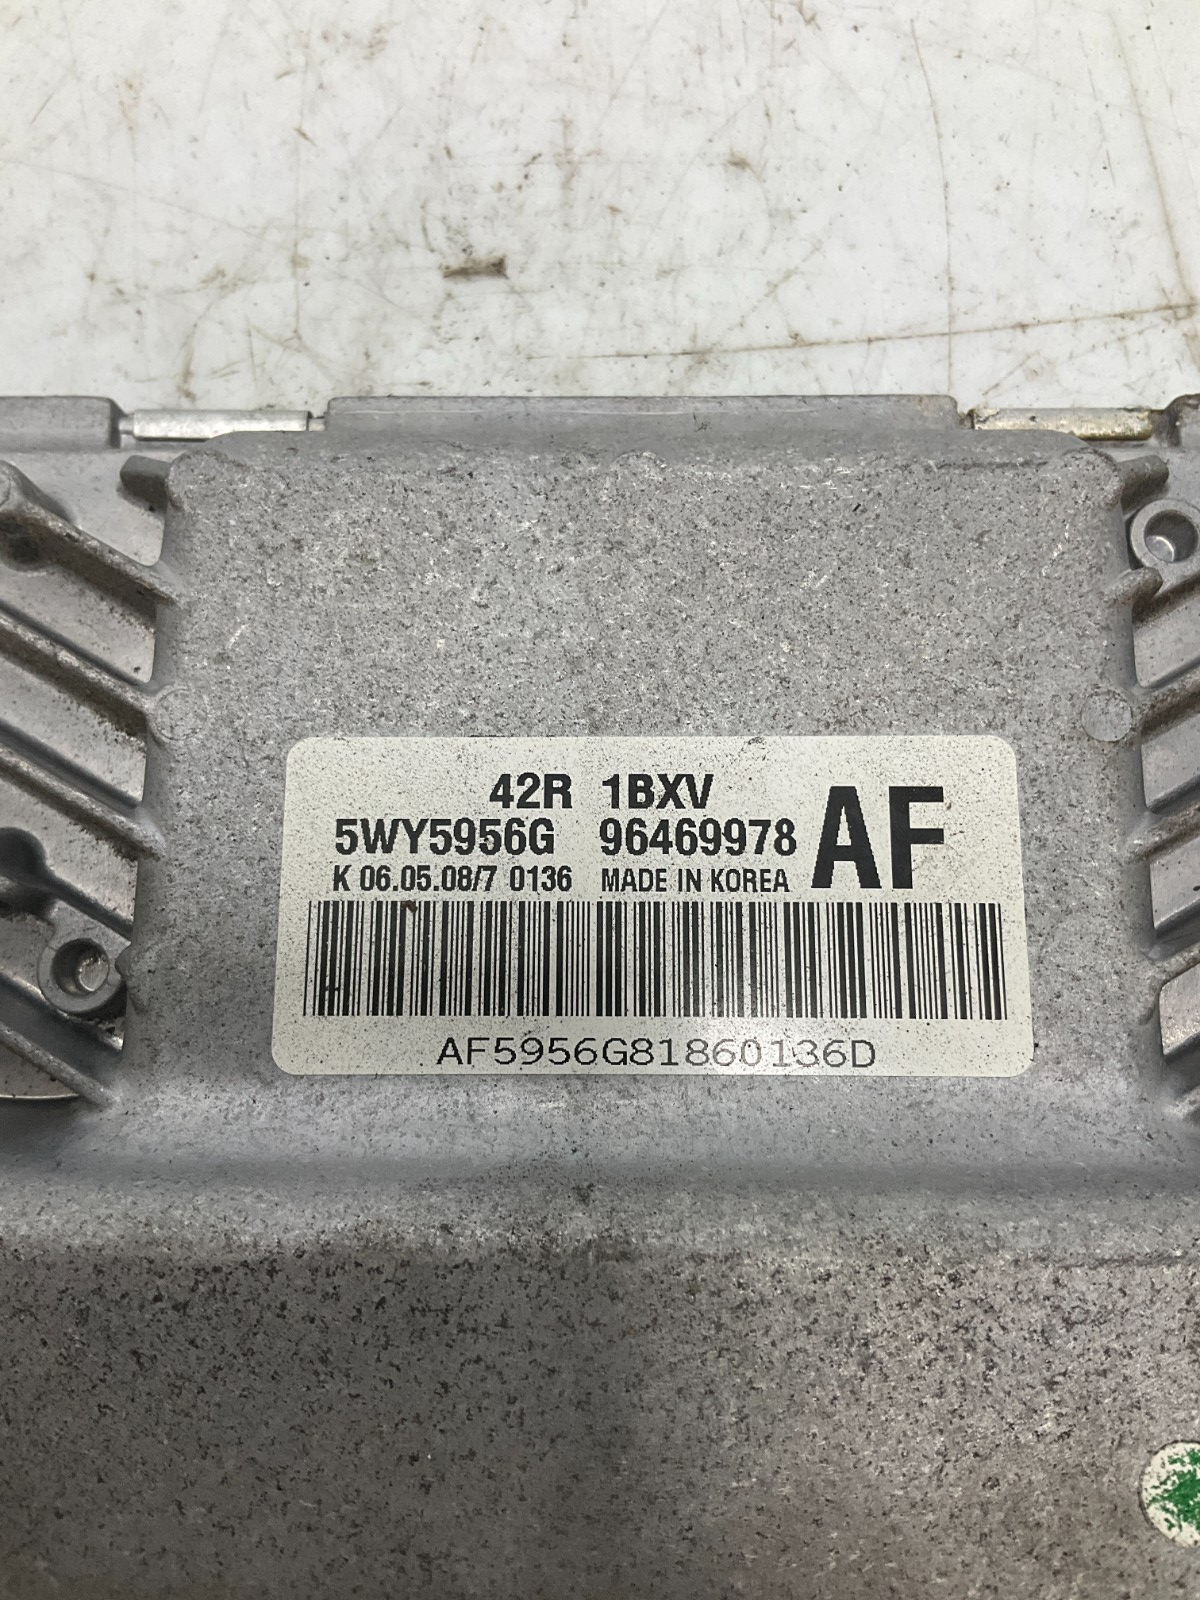 42R 1BXV
5WY5956G 96469978 AF
K 06.05.08/7 0136 MADE IN KOREA
AF5956G81860136D